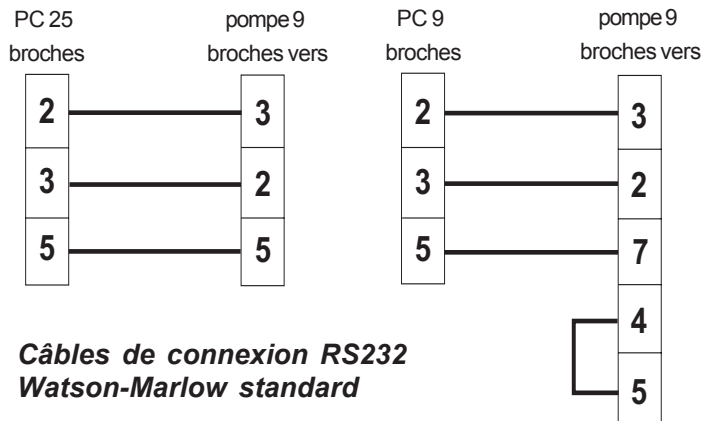 PC 25 pompe 9 PC 9 pompe 9
broches broches vers broches broches vers
2 3 2 3
3 2 3 2
5 5 5 7
4
Câbles de connexion RS232
Watson-Marlow standard
5